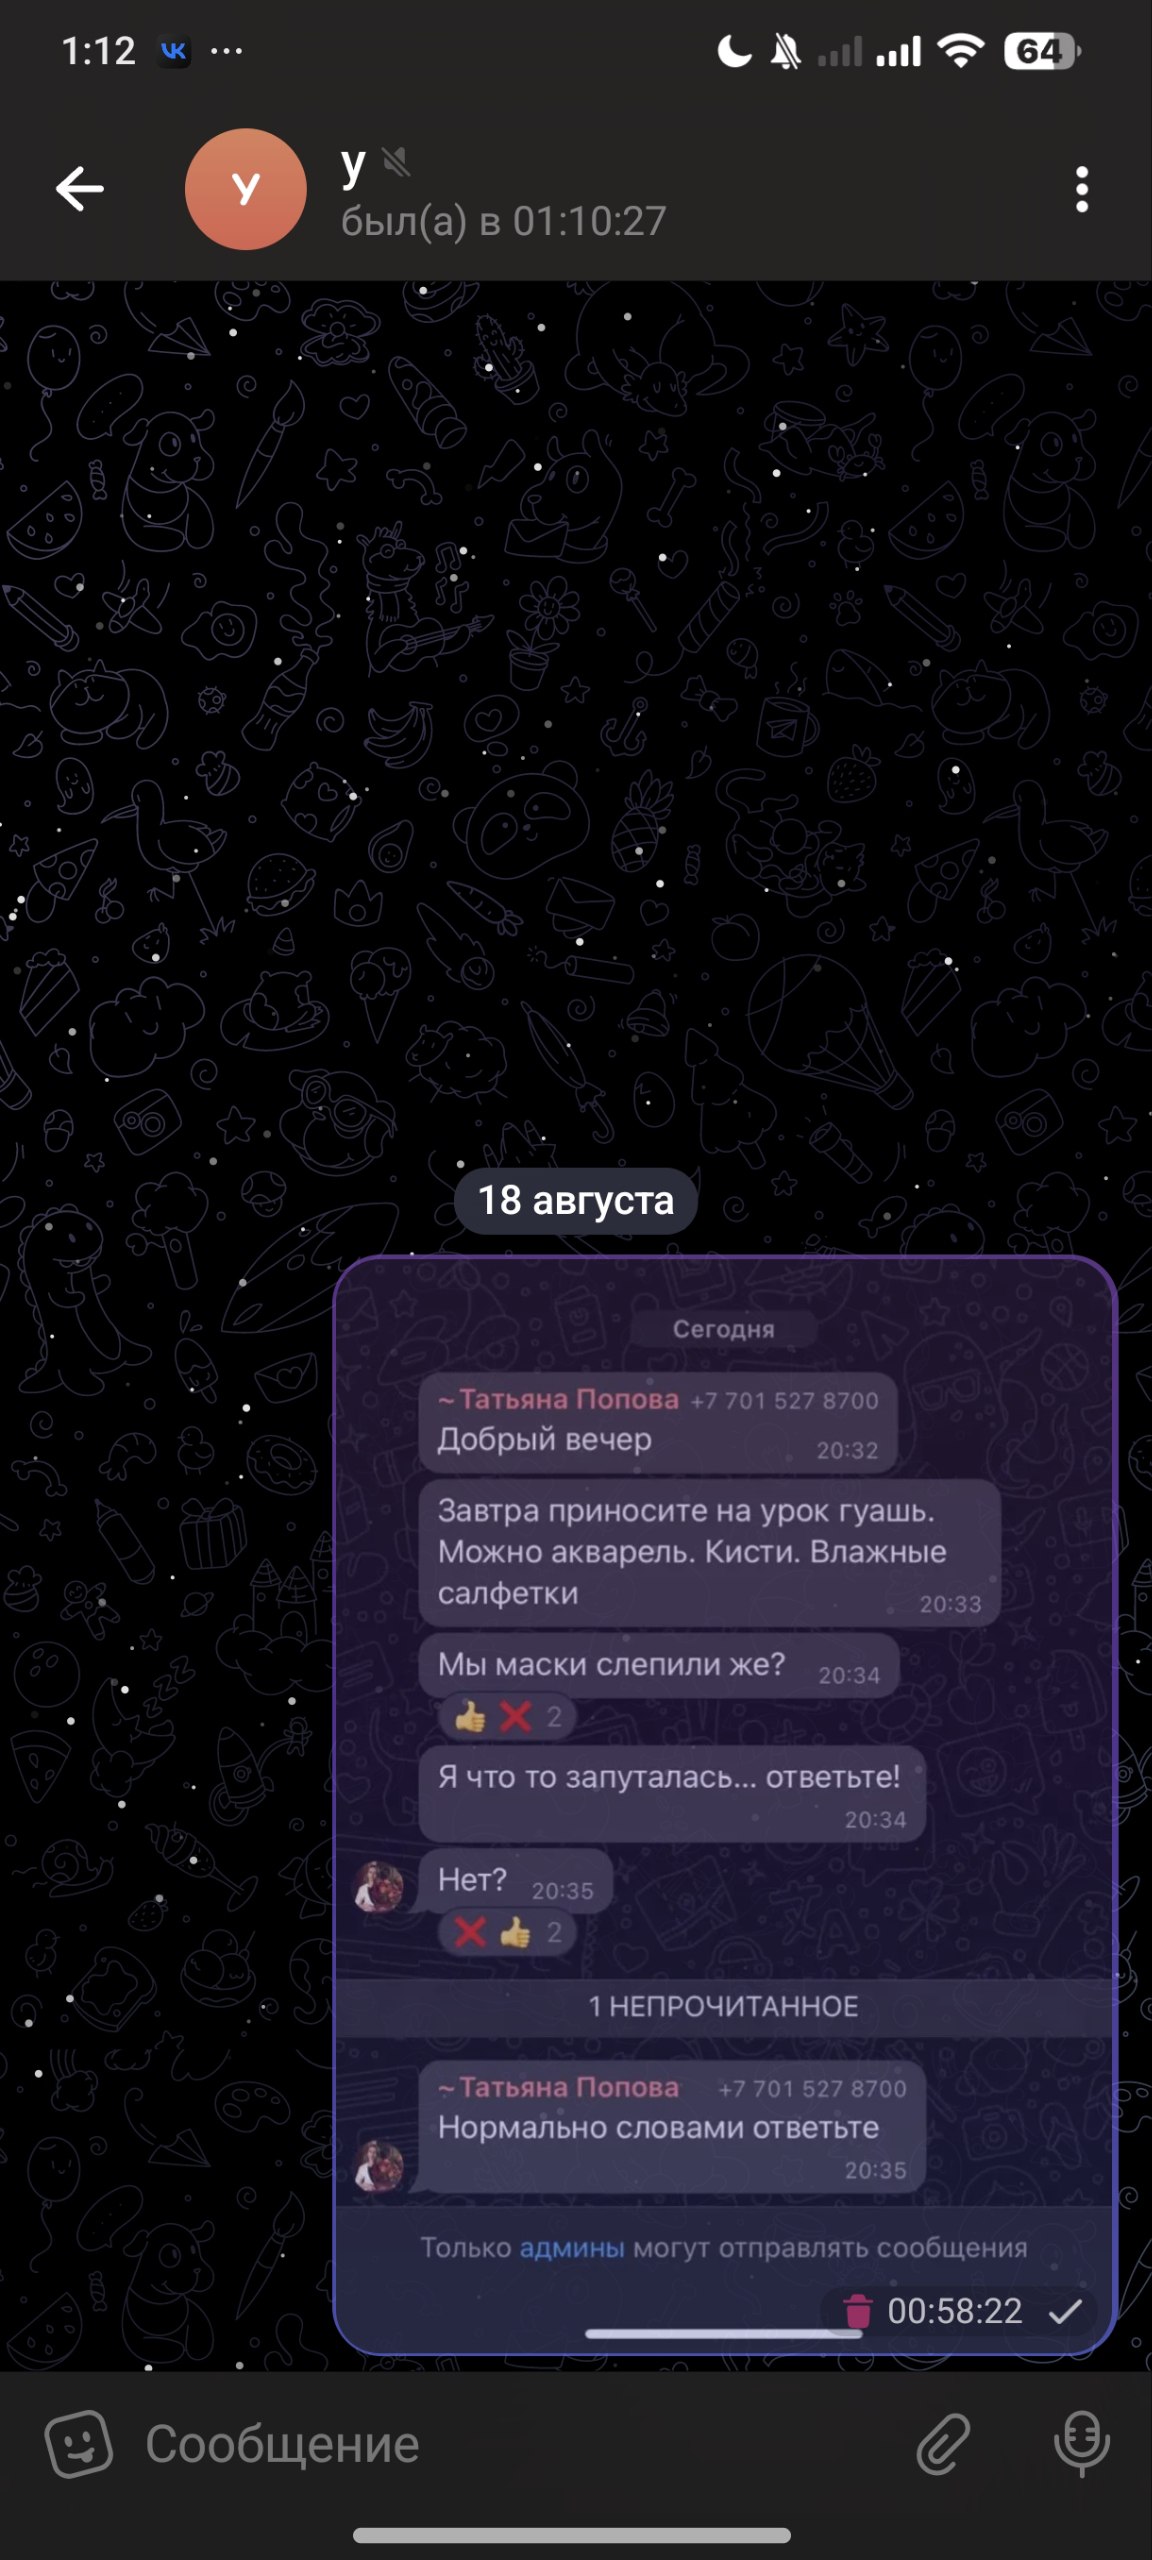 1:12 VK ... 64
У у
был(а) в 01:10:27
18 августа
Сегодня
~ Татьяна Попова +7 701 527 8700
Добрый вечер 20:32
Завтра приносите на урок гуашь.
Можно акварель. Кисти. Влажные
салфетки 20:33
Мы маски слепили же? 20:34
2
Я что то запуталась... ответьте!
20:34
Нет? 20:35
2
1 НЕПРОЧИТАННОЕ
~ Татьяна Попова +7 701 527 8700
Нормально словами ответьте
20:35
Только админы могут отправлять сообщения
00:58:22
Сообщение